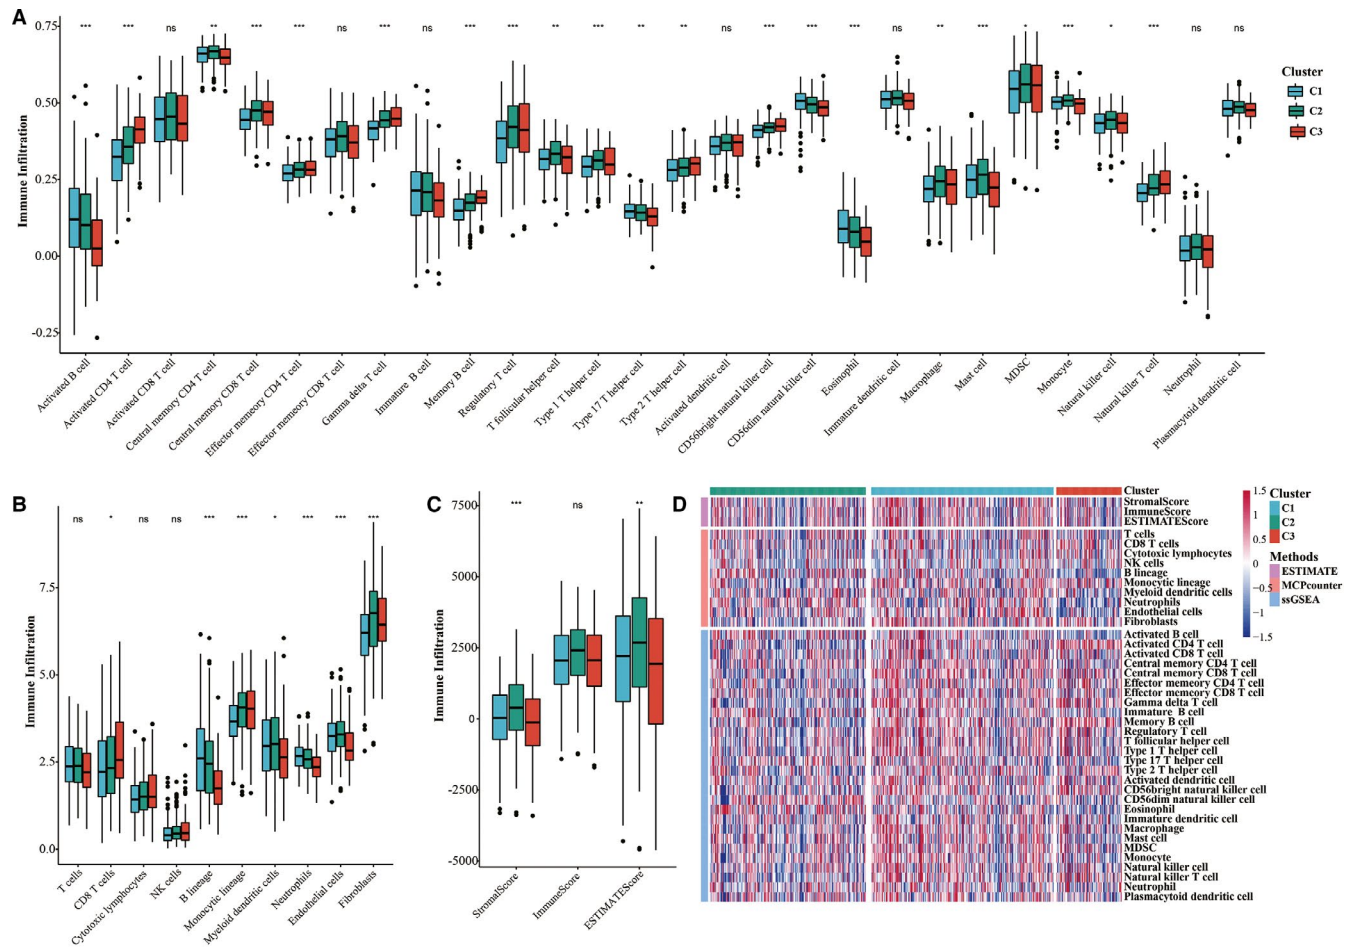 A
0.75
0.50
0.25
0.00
-0.25
Immune Infiltration
*** *** ns ** *** *** ns *** ns *** *** ** *** ** ** ns *** *** *** ns ** *** * *** * *** ns ns
Cluster
C1
C2
C3
Activated B cell
Activated CD4 T cell
Activated CD8 T cell
Central memory CD4 T cell
Central memory CD8 T cell
Effector memeory CD4 T cell
Effector memeory CD8 T cell
Gamma delta T cell
Immature B cell
Memory B cell
Regulatory T cell
T follicular helper cell
Type 1 T helper cell
Type 17 T helper cell
Type 2 T helper cell
Activated dendritic cell
CD56bright natural killer cell
CD56dim natural killer cell
Eosinophil
Immature dendritic cell
Macrophage
Mast cell
MDSC
Monocyte
Natural killer cell
Natural killer T cell
Neutrophil
Plasmacytoid dendritic cell
B
7.5
5.0
2.5
0.0
Immune Infiltration
ns * ns ns *** *** * *** *** ***
T cells
CD8 T cells
Cytotoxic lymphocytes
NK cells
B lineage
Monocytic lineage
Myeloid dendritic cells
Neutrophils
Endothelial cells
Fibroblasts
C
7500
5000
2500
0
-2500
-5000
Immune Infiltration
*** ns **
StromalScore
ImmuneScore
ESTIMATEScore
D
Cluster
StromalScore
ImmuneScore
ESTIMATEScore
T cells
CD8 T cells
Cytotoxic lymphocytes
NK cells
B lineage
Monocytic lineage
Myeloid dendritic cells
Neutrophils
Endothelial cells
Fibroblasts
Activated B cell
Activated CD4 T cell
Activated CD8 T cell
Central memory CD4 T cell
Central memory CD8 T cell
Effector memeory CD4 T cell
Effector memeory CD8 T cell
Gamma delta T cell
Immature B cell
Memory B cell
Regulatory T cell
T follicular helper cell
Type 1 T helper cell
Type 17 T helper cell
Type 2 T helper cell
Activated dendritic cell
CD56bright natural killer cell
CD56dim natural killer cell
Eosinophil
Immature dendritic cell
Macrophage
Mast cell
MDSC
Monocyte
Natural killer cell
Natural killer T cell
Neutrophil
Plasmacytoid dendritic cell
1.5
1
0.5
0
−0.5
−1
−1.5
Cluster
C1
C2
C3
Methods
ESTIMATE
MCPcounter
ssGSEA